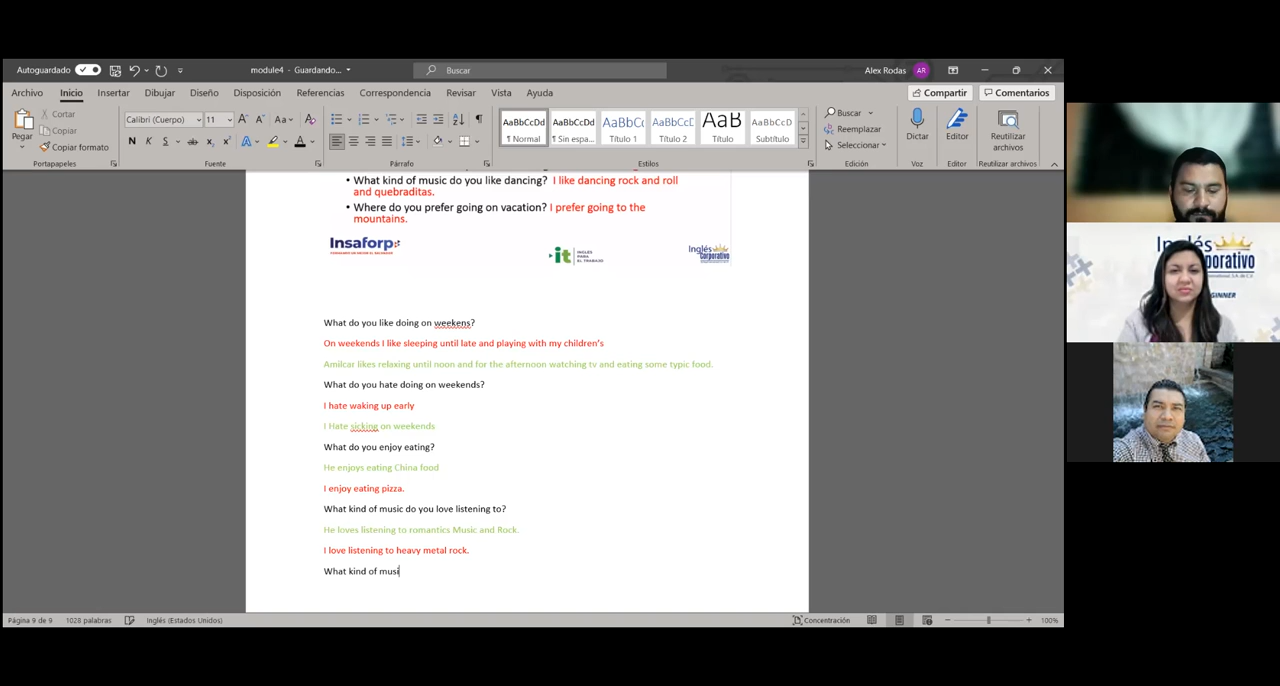 Autoguardado
module4 - Guardando...
Buscar
Alex Rodas
AR
Archivo Inicio Insertar Dibujar Diseño Disposición Referencias Correspondencia Revisar Vista Ayuda
Compartir
Comentarios
Pegar
Cortar
Copiar
Copiar formato
Portapapeles
Calibri (Cuerpo)
11
Fuente
Párrafo
AaBbCcDd
¶ Normal
AaBbCcDd
¶ Sin espa...
AaBbCc
Título 1
AaBbCcD
Título 2
AaB
Título
AaBbCcD
Subtítulo
Estilos
Buscar
Reemplazar
Seleccionar
Edición
Dictar
Voz
Editor
Editor
Reutilizar archivos
Reutilizar archivos
• What kind of music do you like dancing? I like dancing rock and roll
and quebraditas.
• Where do you prefer going on vacation? I prefer going to the
mountains.
Insaforp
it INGLÉS PARA EL TRABAJO
Inglés Corporativo
What do you like doing on weekens?
On weekends I like sleeping until late and playing with my children's
Amilcar likes relaxing until noon and for the afternoon watching tv and eating some typic food.
What do you hate doing on weekends?
I hate waking up early
I Hate sicking on weekends
What do you enjoy eating?
He enjoys eating China food
I enjoy eating pizza.
What kind of music do you love listening to?
He loves listening to romantics Music and Rock.
I love listening to heavy metal rock.
What kind of musi
Página 9 de 9
1028 palabras
Inglés (Estados Unidos)
Concentración
100%